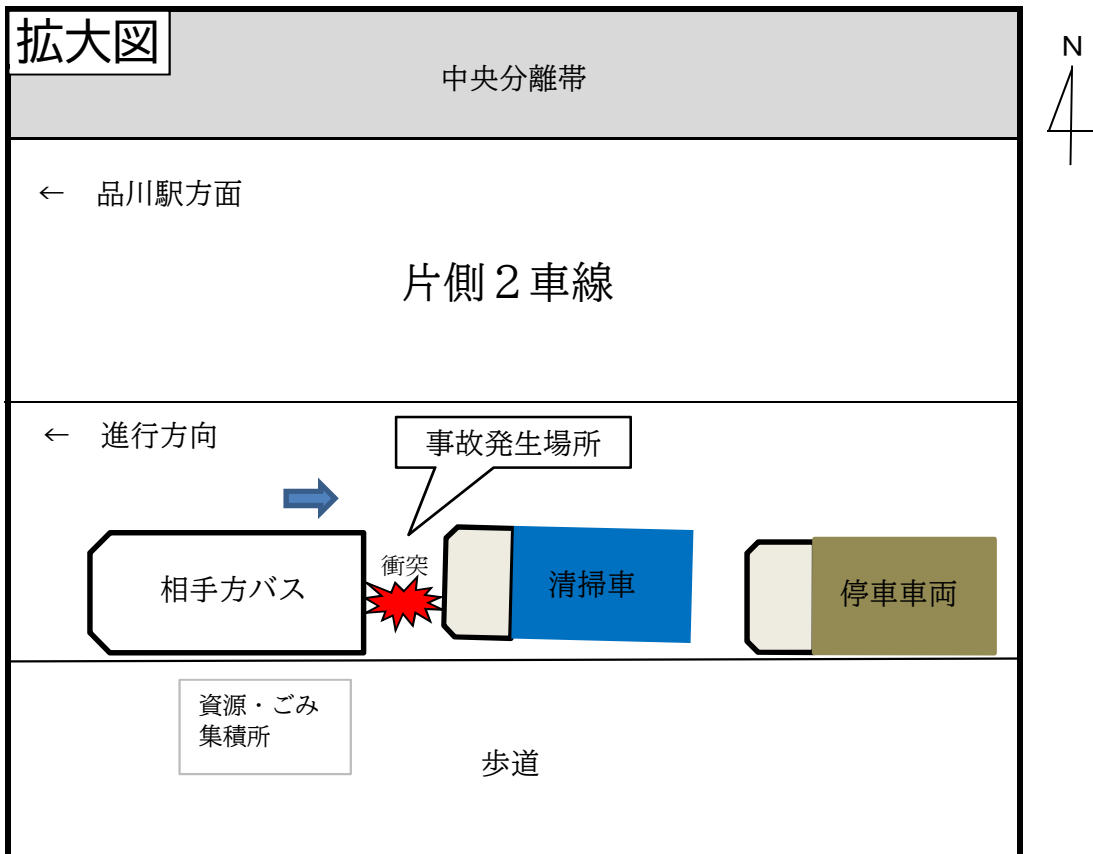 拡大図
N
中央分離帯
← 品川駅方面
片側２車線
← 進行方向
事故発生場所
相手方バス
衝突
清掃車
停車車両
資源・ごみ
集積所
歩道